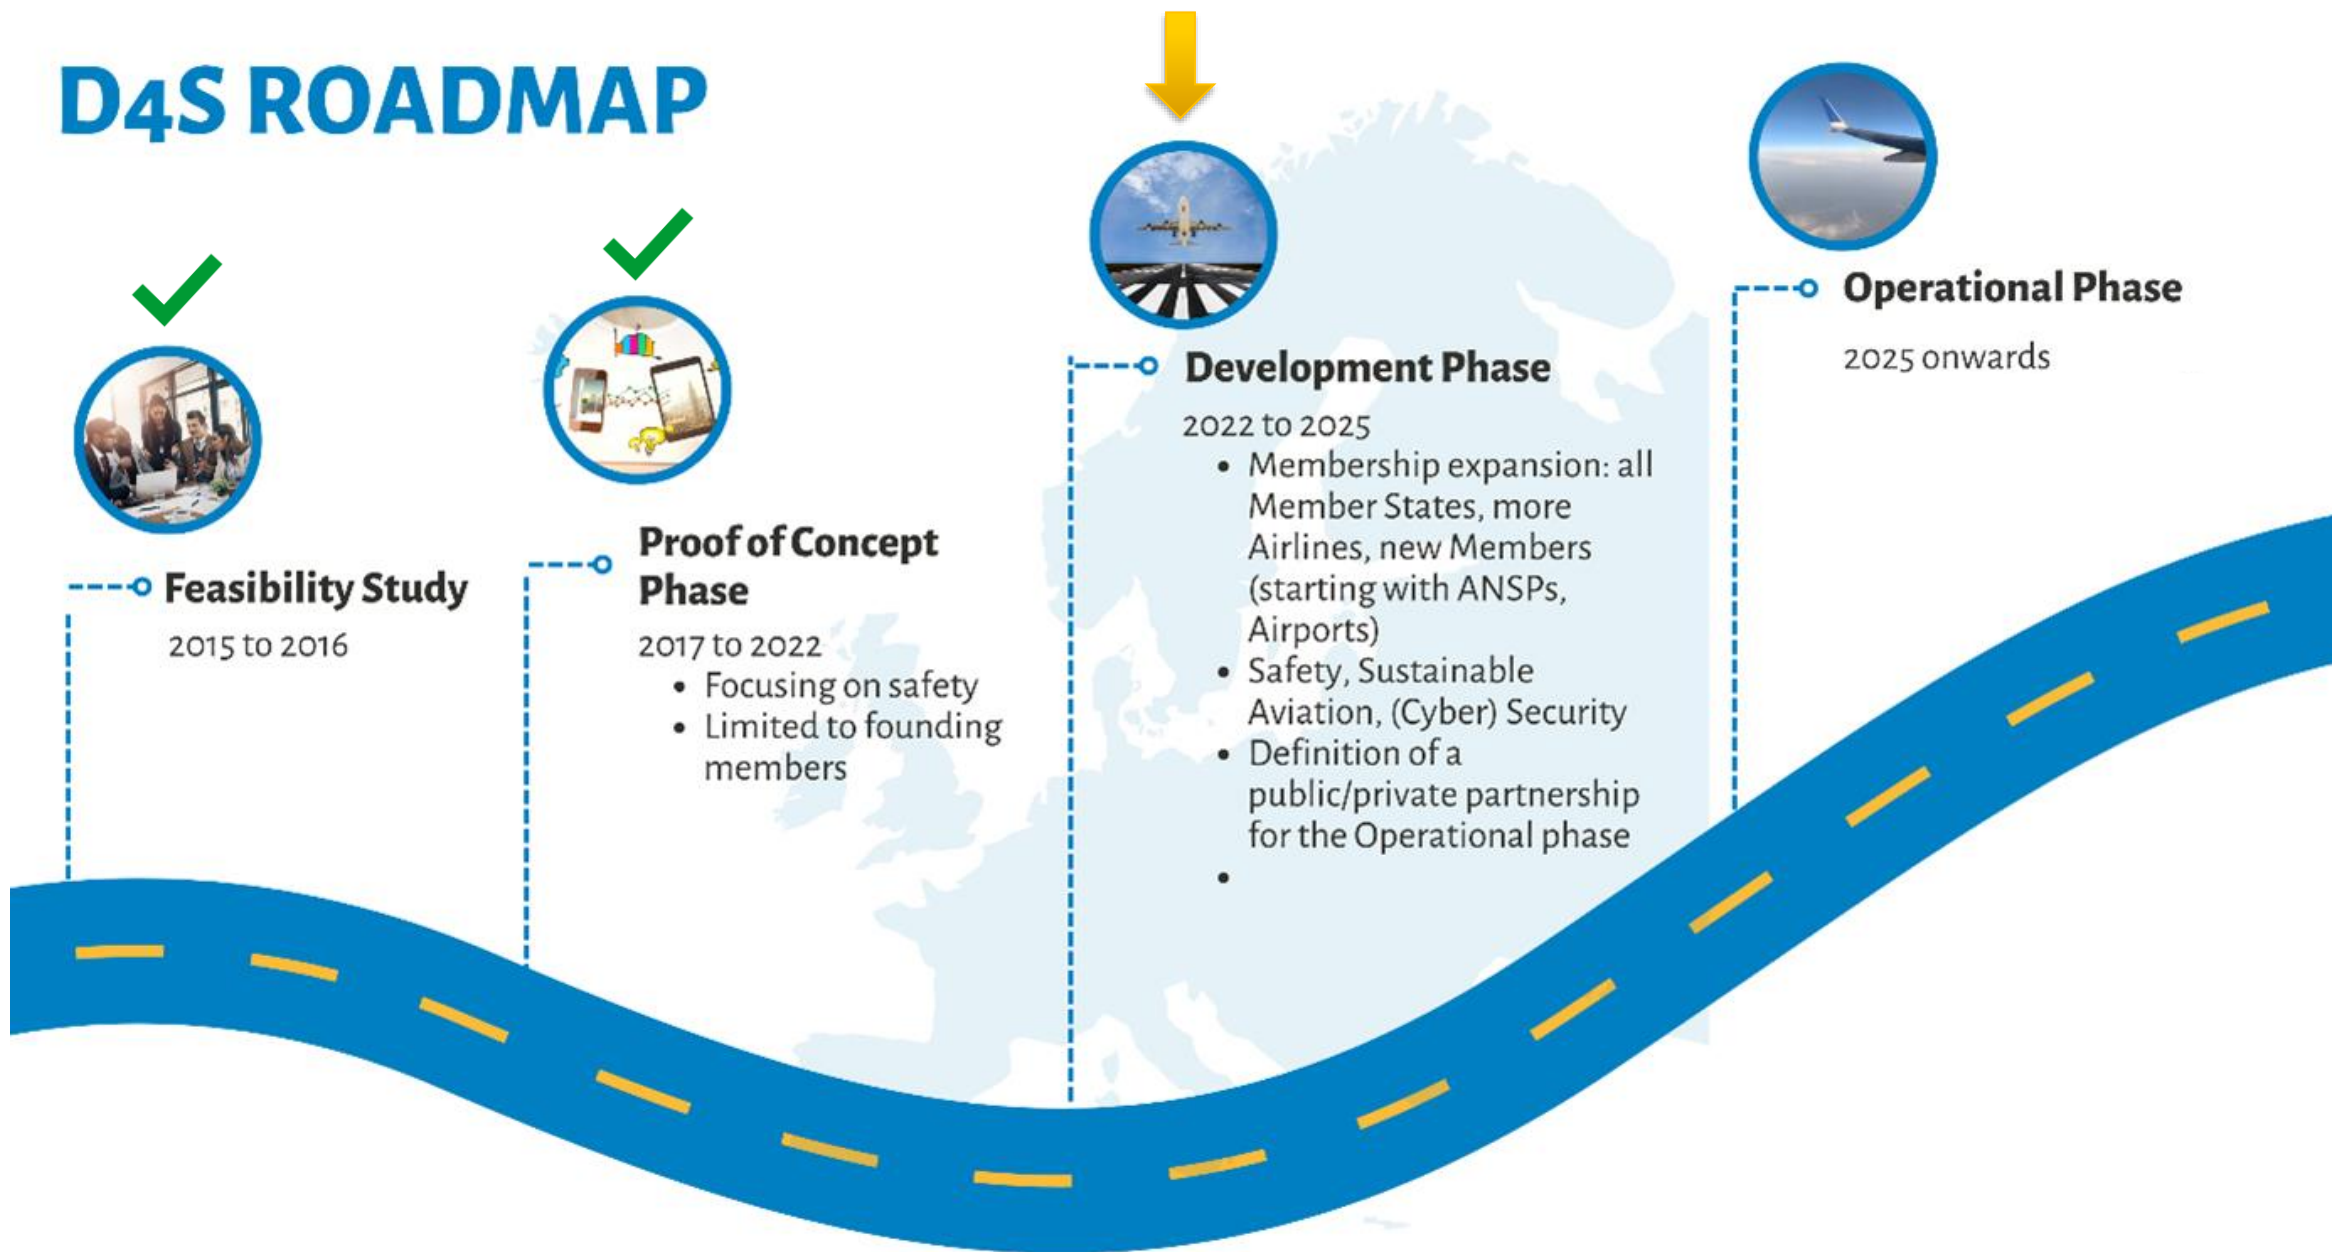 D4S ROADMAP
Feasibility Study
2015 to 2016
Proof of Concept
Phase
2017 to 2022
• Focusing on safety
• Limited to founding
members
Development Phase
2022 to 2025
• Membership expansion: all
Member States, more
Airlines, new Members
(starting with ANSPs,
Airports)
• Safety, Sustainable
Aviation, (Cyber) Security
• Definition of a
public/private partnership
for the Operational phase
•
Operational Phase
2025 onwards